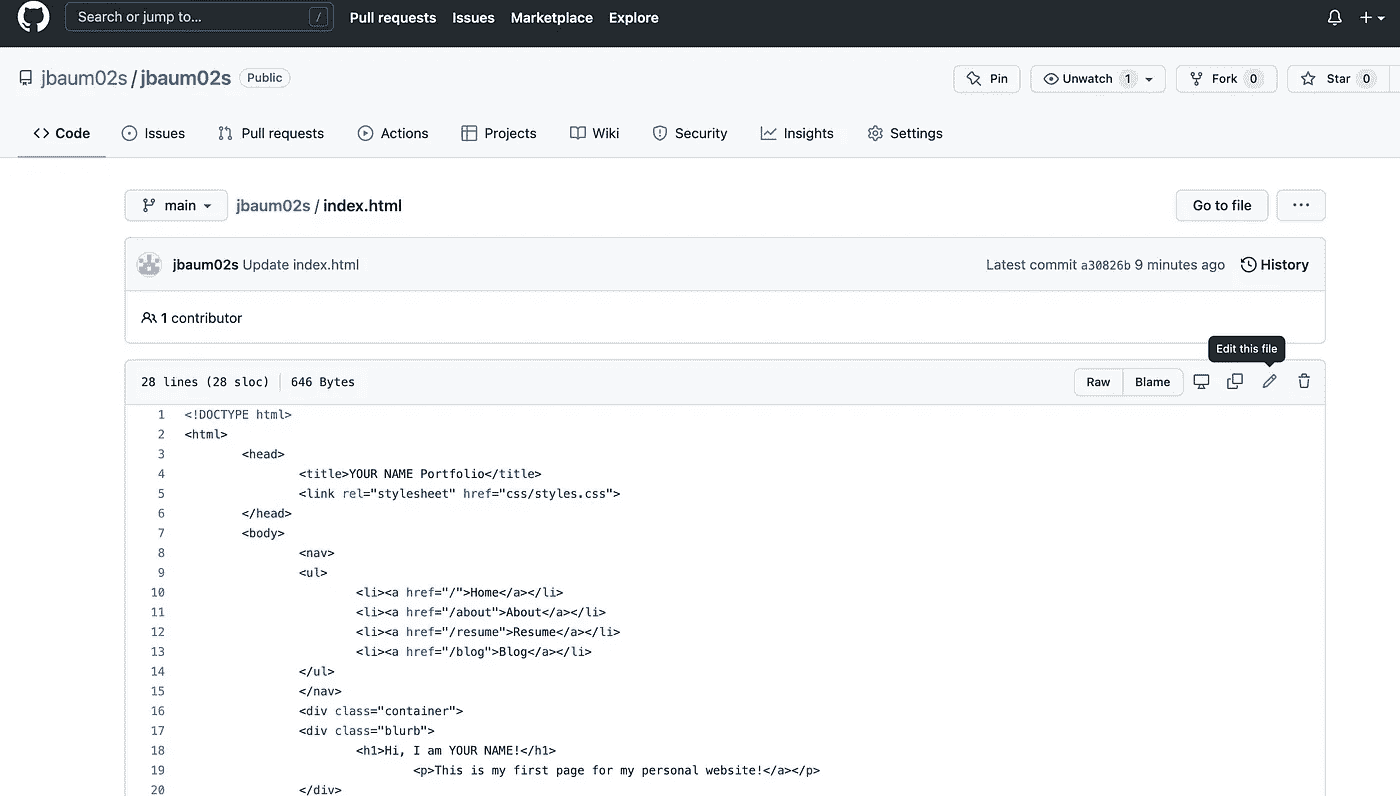 Search or jump to... / Pull requests Issues Marketplace Explore
jbaum02s / jbaum02s Public Pin Unwatch 1 Fork 0 Star 0
Code Issues Pull requests Actions Projects Wiki Security Insights Settings
main jbaum02s / index.html Go to file ...
jbaum02s Update index.html Latest commit a30826b 9 minutes ago History
1 contributor
Edit this file
28 lines (28 sloc) 646 Bytes Raw Blame
1 <!DOCTYPE html>
2 <html>
3 <head>
4 <title>YOUR NAME Portfolio</title>
5 <link rel="stylesheet" href="css/styles.css">
6 </head>
7 <body>
8 <nav>
9 <ul>
10 <li><a href="/">Home</a></li>
11 <li><a href="/about">About</a></li>
12 <li><a href="/resume">Resume</a></li>
13 <li><a href="/blog">Blog</a></li>
14 </ul>
15 </nav>
16 <div class="container">
17 <div class="blurb">
18 <h1>Hi, I am YOUR NAME!</h1>
19 <p>This is my first page for my personal website!</a></p>
20 </div>